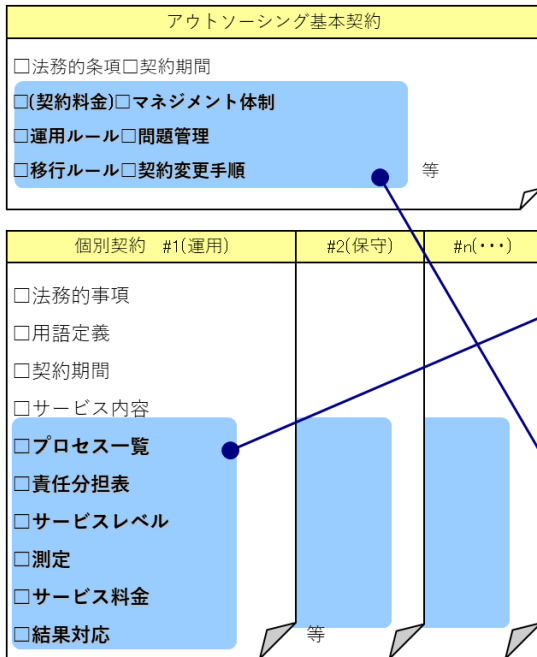 アウトソーシング基本契約
□法務的条項□契約期間
□(契約料金)□マネジメント体制
□運用ルール□問題管理
□移行ルール□契約変更手順 等
個別契約 #1(運用) #2(保守) #n(・・・)
□法務的事項
□用語定義
□契約期間
□サービス内容
□プロセス一覧
□責任分担表
□サービスレベル
□測定
□サービス料金
□結果対応 等